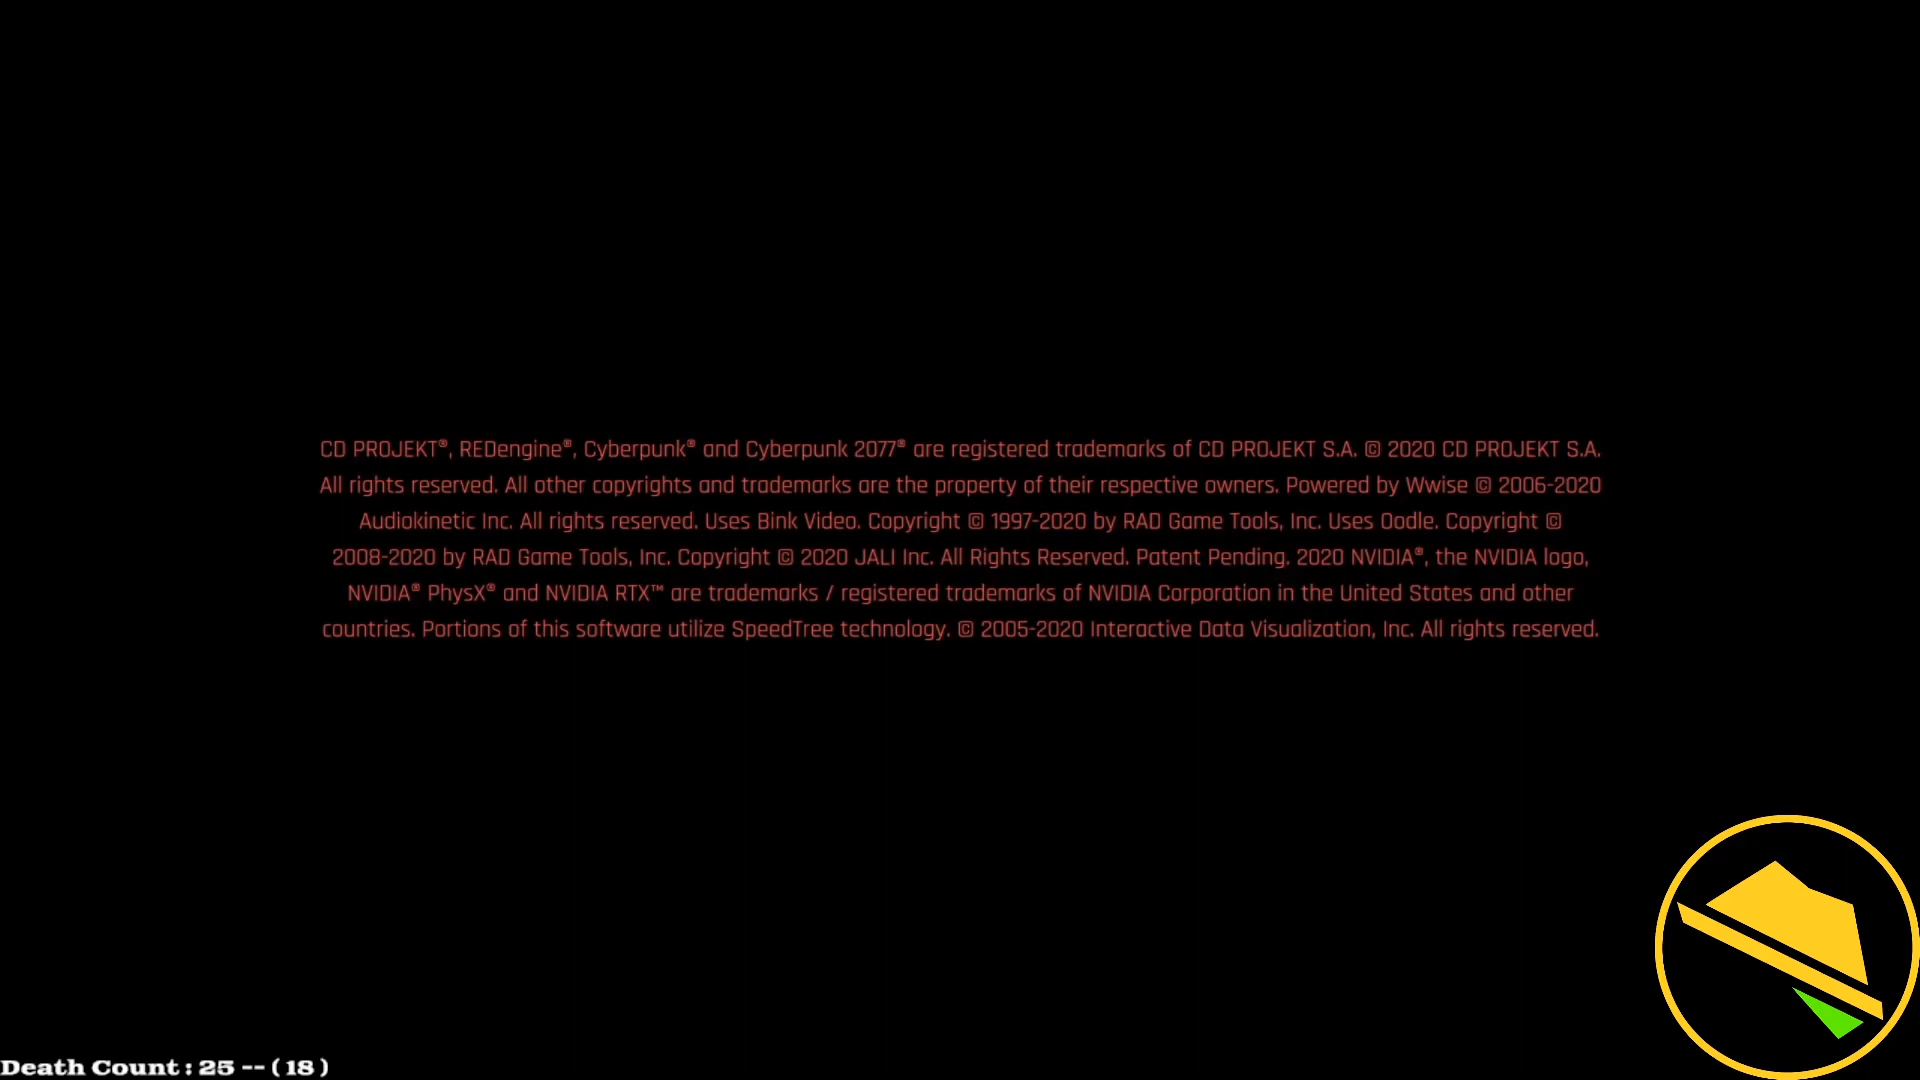 CD PROJEKT®, REDengine®, Cyberpunk® and Cyberpunk 2077® are registered trademarks of CD PROJEKT S.A. © 2020 CD PROJEKT S.A.
All rights reserved. All other copyrights and trademarks are the property of their respective owners. Powered by Wwise © 2006-2020
Audiokinetic Inc. All rights reserved. Uses Bink Video. Copyright © 1997-2020 by RAD Game Tools, Inc. Uses Oodle. Copyright ©
2008-2020 by RAD Game Tools, Inc. Copyright © 2020 JALI Inc. All Rights Reserved. Patent Pending. 2020 NVIDIA®, the NVIDIA logo,
NVIDIA® PhysX® and NVIDIA RTX™ are trademarks / registered trademarks of NVIDIA Corporation in the United States and other
countries. Portions of this software utilize SpeedTree technology. © 2005-2020 Interactive Data Visualization, Inc. All rights reserved.
Death Count : 25 -- ( 18 )